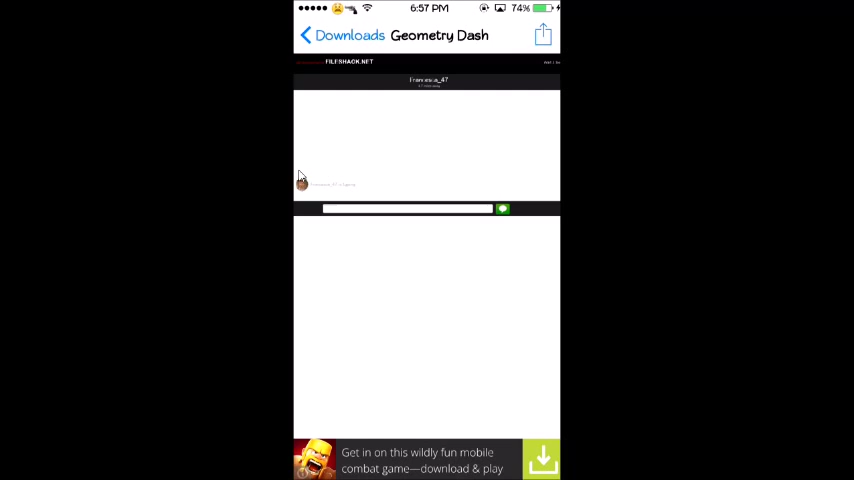 6:57 PM 74%
Downloads Geometry Dash
FILESHACK.NET
Get in on this wildly fun mobile
combat game—download & play